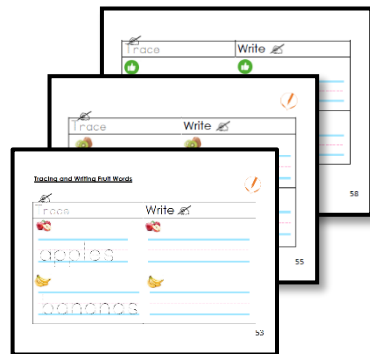 Trace Write
58
Trace Write
55
Tracing and Writing Fruit Words
Trace Write
apples
bananas
53